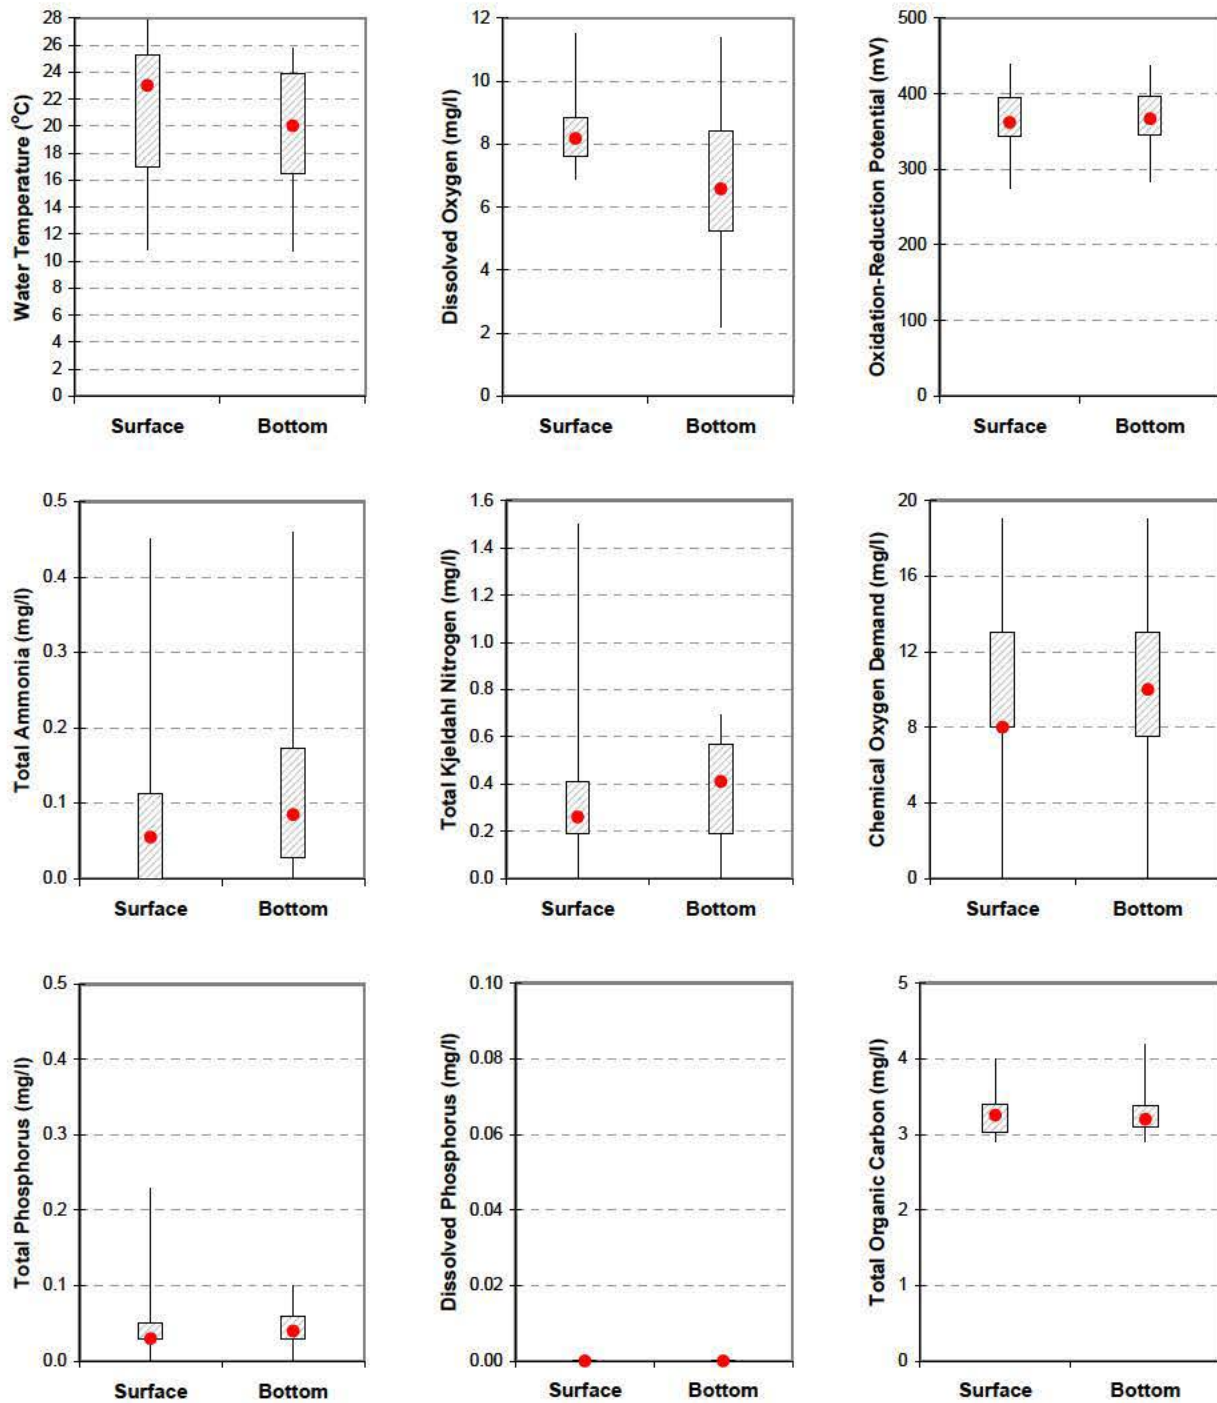 Water Temperature (°C)
28
26
24
22
20
18
16
14
12
10
8
6
4
2
0
Surface
Bottom
Dissolved Oxygen (mg/l)
12
10
8
6
4
2
0
Surface
Bottom
Oxidation-Reduction Potential (mV)
500
400
300
200
100
0
Surface
Bottom
Total Ammonia (mg/l)
0.5
0.4
0.3
0.2
0.1
0.0
Surface
Bottom
Total Kjeldahl Nitrogen (mg/l)
1.6
1.4
1.2
1.0
0.8
0.6
0.4
0.2
0.0
Surface
Bottom
Chemical Oxygen Demand (mg/l)
20
16
12
8
4
0
Surface
Bottom
Total Phosphorus (mg/l)
0.5
0.4
0.3
0.2
0.1
0.0
Surface
Bottom
Dissolved Phosphorus (mg/l)
0.10
0.08
0.06
0.04
0.02
0.00
Surface
Bottom
Total Organic Carbon (mg/l)
5
4
3
2
1
0
Surface
Bottom